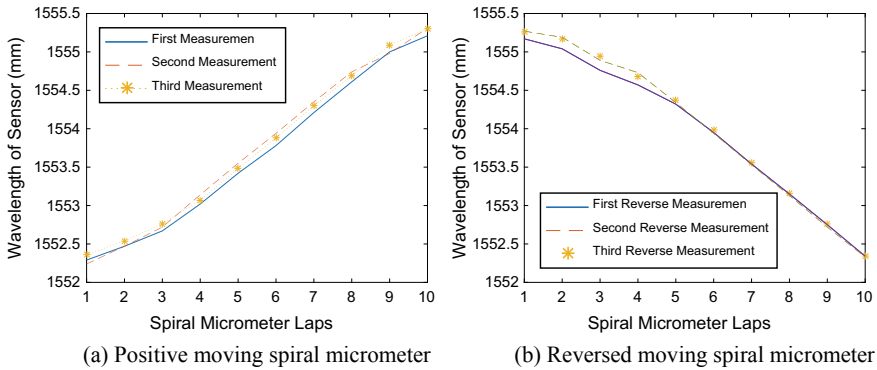 1555.5
1555
1554.5
1554
1553.5
1553
1552.5
1552
Wavelength of Sensor (mm)
First Measuremen
Second Measurement
Third Measurement
1 2 3 4 5 6 7 8 9 10
Spiral Micrometer Laps
(a) Positive moving spiral micrometer
1555.5
1555
1554.5
1554
1553.5
1553
1552.5
1552
Wavelength of Sensor (mm)
First Reverse Measuremen
Second Reverse Measurement
Third Reverse Measurement
1 2 3 4 5 6 7 8 9 10
Spiral Micrometer Laps
(b) Reversed moving spiral micrometer